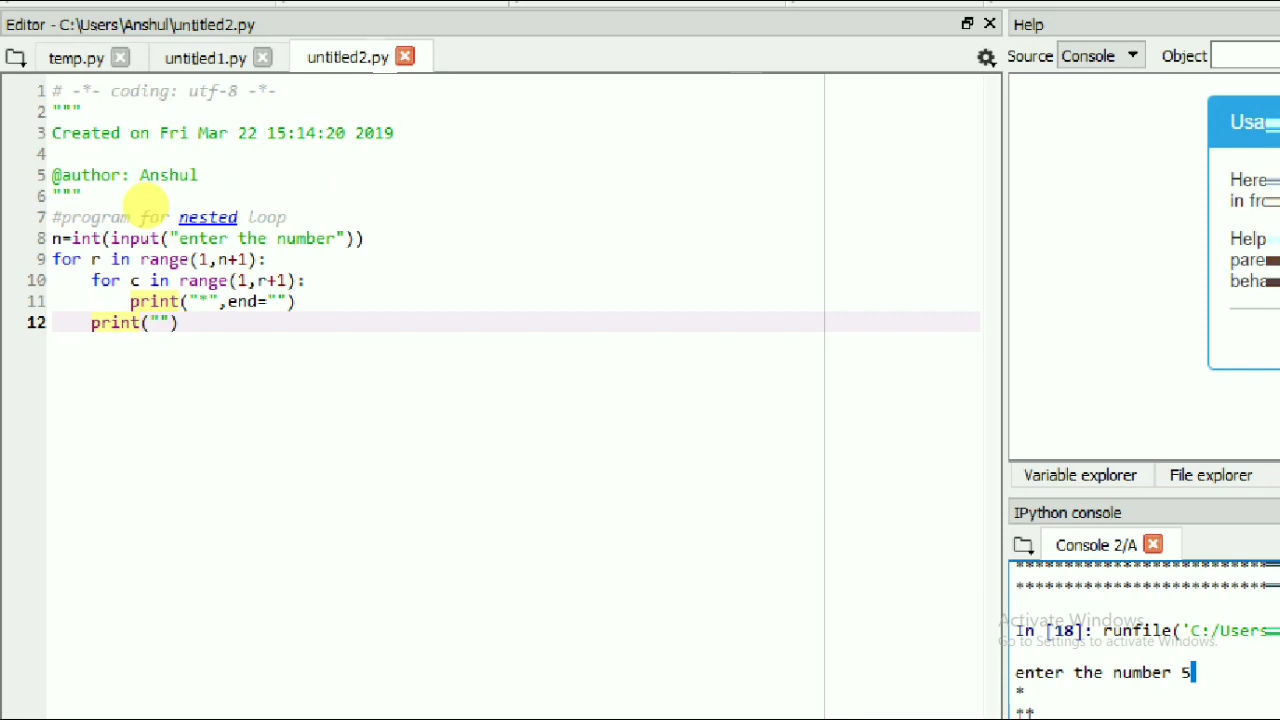 Editor - C:\Users\Anshul\untitled2.py
temp.py
untitled1.py
untitled2.py
1 # -*- coding: utf-8 -*-
2 """
3 Created on Fri Mar 22 15:14:20 2019
4
5 @author: Anshul
6 """
7 #program for nested loop
8 n=int(input("enter the number"))
9 for r in range(1,n+1):
10 for c in range(1,r+1):
11 print("*",end="")
12 print("")
Help
Source Console Object
Usa
Here
in fr
Help
pare
beha
Variable explorer File explorer
IPython console
Console 2/A
**************************
**************************
Activate Windows
In [18]: runfile('C:/Users
Go to Settings to activate Windows.
enter the number 5
*
**